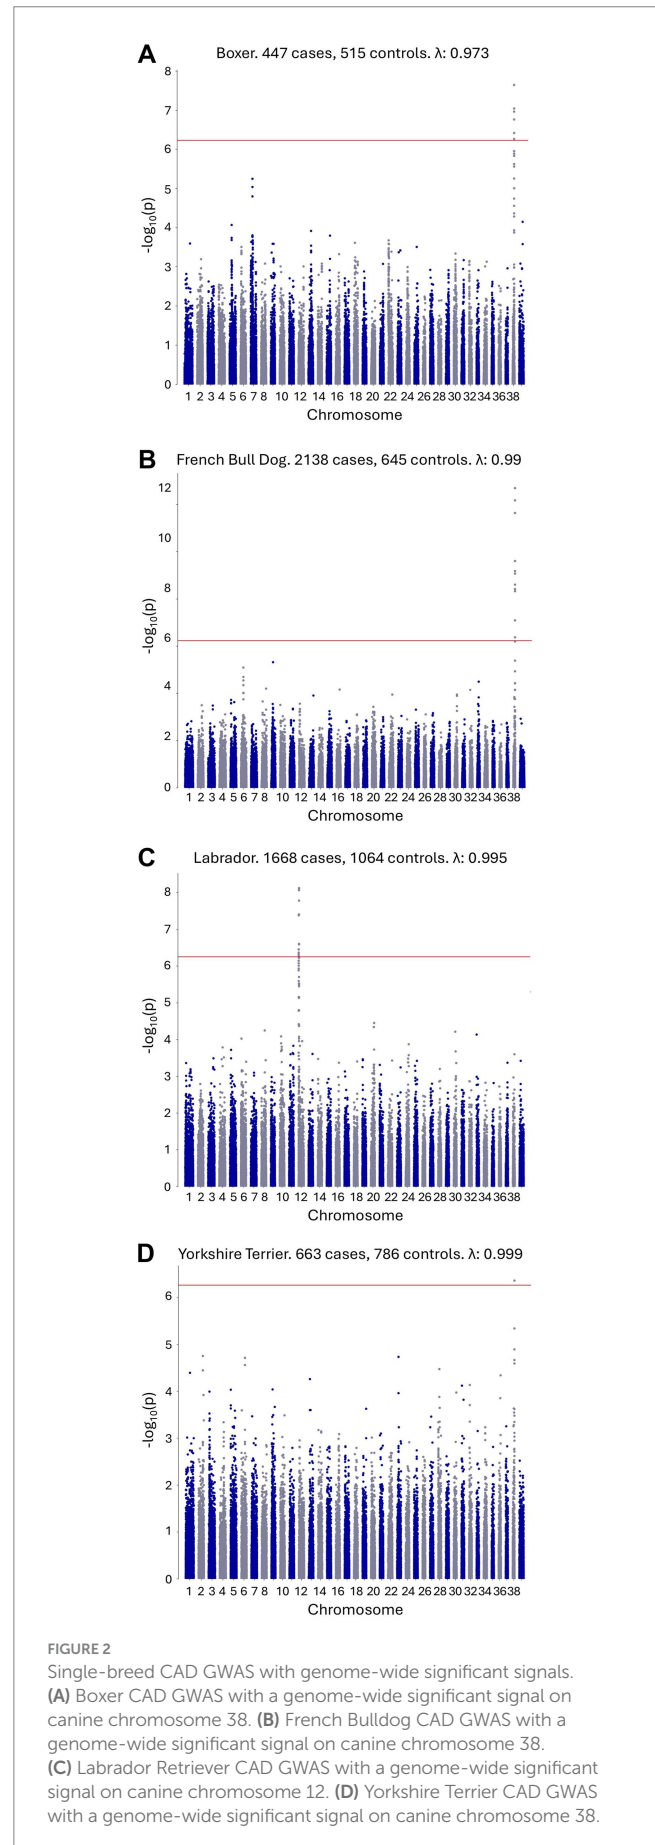 (A) Boxer. 447 cases, 515 controls. λ: 0.973
8
7
6
5
4
3
2
1
0
-log10(p)
1 2 3 4 5 6 7 8 10 12 14 16 18 20 22 24 26 28 30 32 34 36 38
Chromosome
(B) French Bull Dog. 2138 cases, 645 controls. λ: 0.99
12
10
8
6
4
2
0
-log10(p)
1 2 3 4 5 6 7 8 10 12 14 16 18 20 22 24 26 28 30 32 34 36 38
Chromosome
(C) Labrador. 1668 cases, 1064 controls. λ: 0.995
8
7
6
5
4
3
2
1
0
-log10(p)
1 2 3 4 5 6 7 8 10 12 14 16 18 20 22 24 26 28 30 32 34 36 38
Chromosome
(D) Yorkshire Terrier. 663 cases, 786 controls. λ: 0.999
6
5
4
3
2
1
0
-log10(p)
1 2 3 4 5 6 7 8 10 12 14 16 18 20 22 24 26 28 30 32 34 36 38
Chromosome
FIGURE 2
Single-breed CAD GWAS with genome-wide significant signals.
(A) Boxer CAD GWAS with a genome-wide significant signal on
canine chromosome 38. (B) French Bulldog CAD GWAS with a
genome-wide significant signal on canine chromosome 38.
(C) Labrador Retriever CAD GWAS with a genome-wide significant
signal on canine chromosome 12. (D) Yorkshire Terrier CAD GWAS
with a genome-wide significant signal on canine chromosome 38.